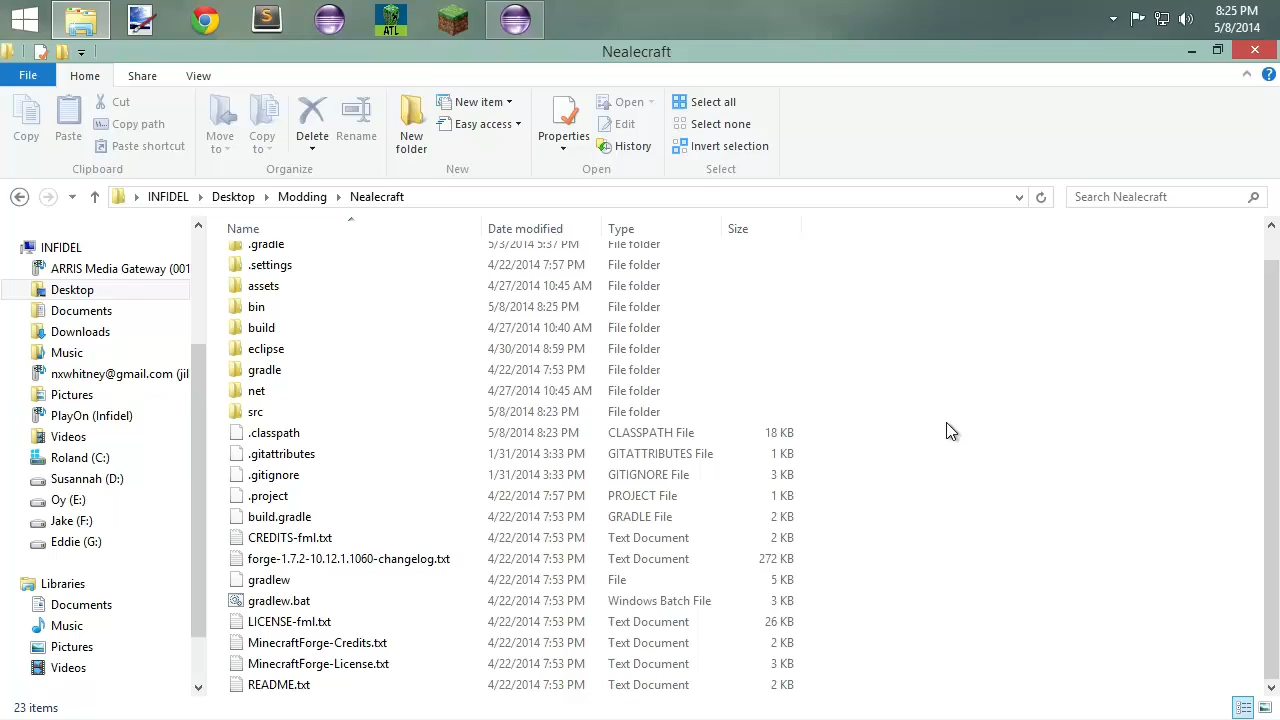 S
ATL
8:25 PM
5/8/2014
Nealecraft
File
Home
Share
View
Copy
Paste
Cut
Copy path
Paste shortcut
Clipboard
Move to
Copy to
Delete
Rename
Organize
New folder
New item
Easy access
New
Properties
Open
Edit
History
Open
Select all
Select none
Invert selection
Select
INFIDEL
Desktop
Modding
Nealecraft
Search Nealecraft
INFIDEL
ARRIS Media Gateway (001
Desktop
Documents
Downloads
Music
nxwhitney@gmail.com (jil
Pictures
PlayOn (Infidel)
Videos
Roland (C:)
Susannah (D:)
Oy (E:)
Jake (F:)
Eddie (G:)
Libraries
Documents
Music
Pictures
Videos
Name Date modified Type Size
.gradle 5/3/2014 5:37 PM File folder
.settings 4/22/2014 7:57 PM File folder
assets 4/27/2014 10:45 AM File folder
bin 5/8/2014 8:25 PM File folder
build 4/27/2014 10:40 AM File folder
eclipse 4/30/2014 8:59 PM File folder
gradle 4/22/2014 7:53 PM File folder
net 4/27/2014 10:45 AM File folder
src 5/8/2014 8:23 PM File folder
.classpath 5/8/2014 8:23 PM CLASSPATH File 18 KB
.gitattributes 1/31/2014 3:33 PM GITATTRIBUTES File 1 KB
.gitignore 1/31/2014 3:33 PM GITIGNORE File 3 KB
.project 4/22/2014 7:57 PM PROJECT File 1 KB
build.gradle 4/22/2014 7:53 PM GRADLE File 2 KB
CREDITS-fml.txt 4/22/2014 7:53 PM Text Document 2 KB
forge-1.7.2-10.12.1.1060-changelog.txt 4/22/2014 7:53 PM Text Document 272 KB
gradlew 4/22/2014 7:53 PM File 5 KB
gradlew.bat 4/22/2014 7:53 PM Windows Batch File 3 KB
LICENSE-fml.txt 4/22/2014 7:53 PM Text Document 26 KB
MinecraftForge-Credits.txt 4/22/2014 7:53 PM Text Document 2 KB
MinecraftForge-License.txt 4/22/2014 7:53 PM Text Document 3 KB
README.txt 4/22/2014 7:53 PM Text Document 2 KB
23 items